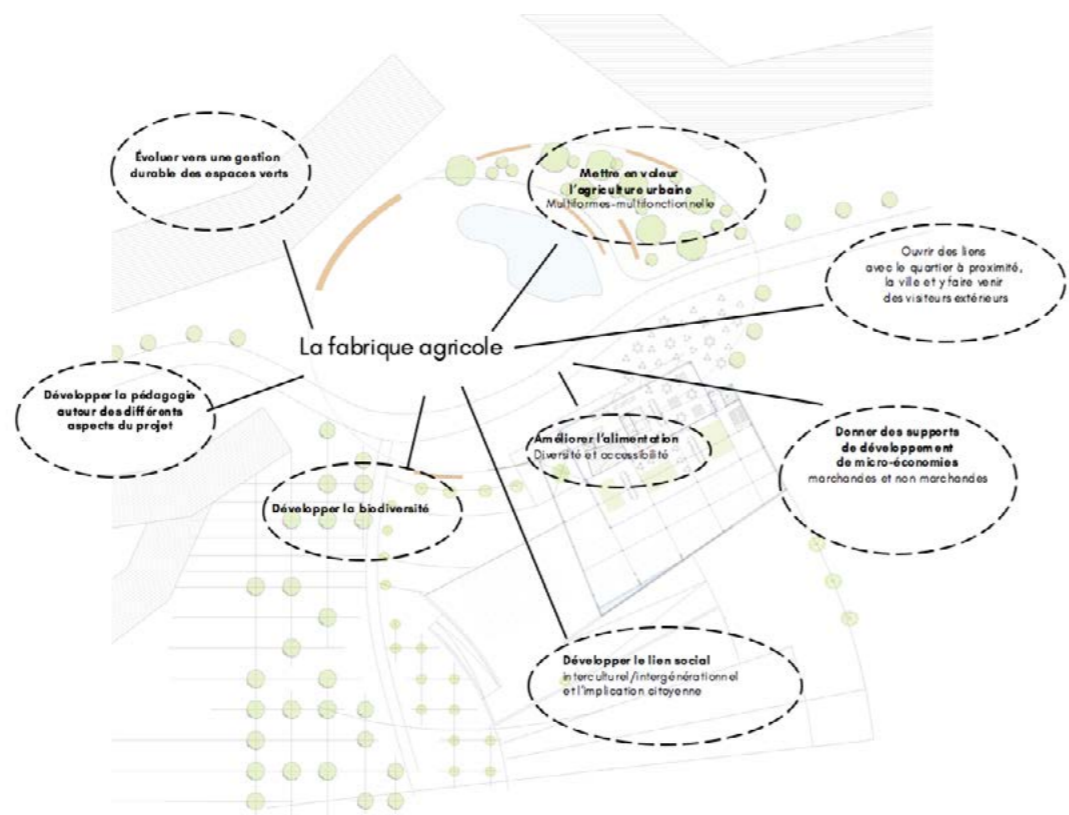 Évoluer vers une gestion
durable des espaces verts
Mettre en valeur
l'agriculture urbaine
Multiformes-multifonctionnelle
Ouvrir des liens
avec le quartier à proximité,
la ville et y faire venir
des visiteurs extérieurs
La fabrique agricole
Développer la pédagogie
autour des différents
aspects du projet
Améliorer l'alimentation
Diversité et accessibilité
Donner des supports
de développement
de micro-économies
marchandes et non marchandes
Développer la biodiversité
Développer le lien social
interculturel/intergénérationnel
et l'implication citoyenne